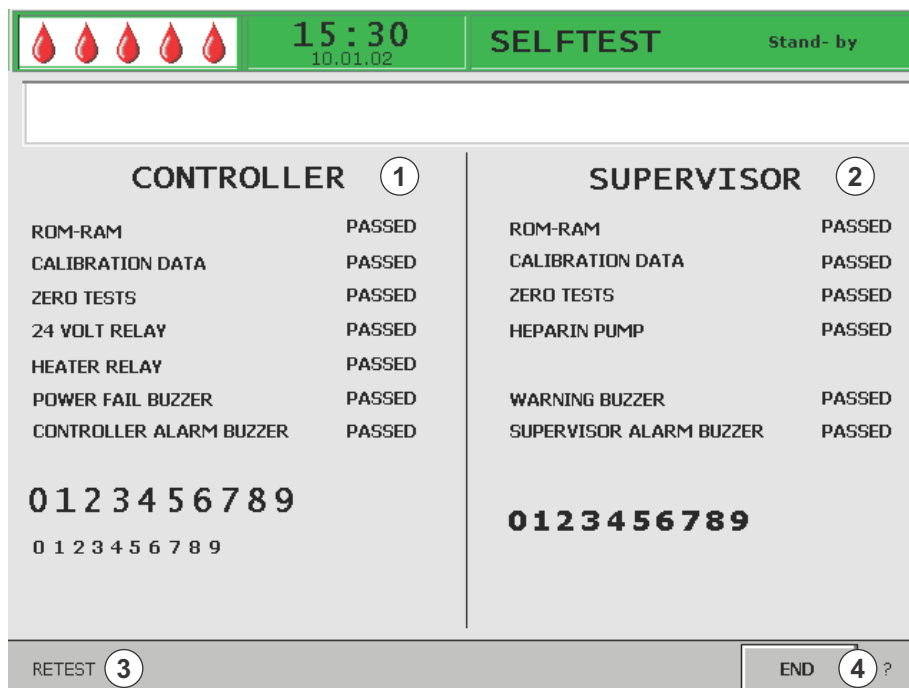 15:30
10.01.02
SELFTEST
Stand- by
CONTROLLER 1
ROM-RAM PASSED
CALIBRATION DATA PASSED
ZERO TESTS PASSED
24 VOLT RELAY PASSED
HEATER RELAY PASSED
POWER FAIL BUZZER PASSED
CONTROLLER ALARM BUZZER PASSED
0123456789
0123456789
SUPERVISOR 2
ROM-RAM PASSED
CALIBRATION DATA PASSED
ZERO TESTS PASSED
HEPARIN PUMP PASSED
WARNING BUZZER PASSED
SUPERVISOR ALARM BUZZER PASSED
0123456789
RETEST 3
END 4 ?